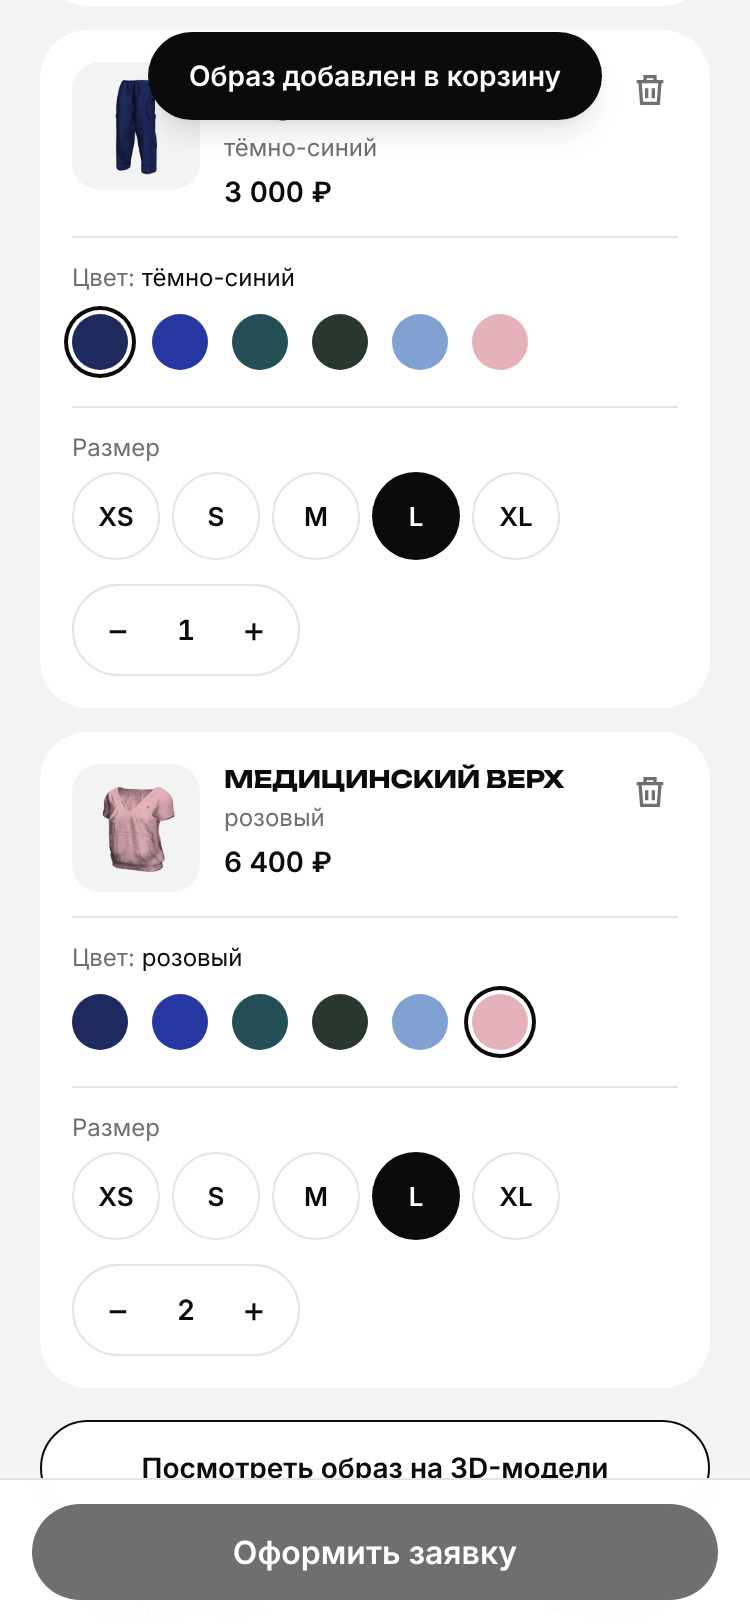 Образ добавлен в корзину
тёмно-синий
3 000 ₽
Цвет: тёмно-синий
Размер
XS S M L XL
− 1 +
МЕДИЦИНСКИЙ ВЕРХ
розовый
6 400 ₽
Цвет: розовый
Размер
XS S M L XL
− 2 +
Посмотреть образ на 3D-модели
Оформить заявку